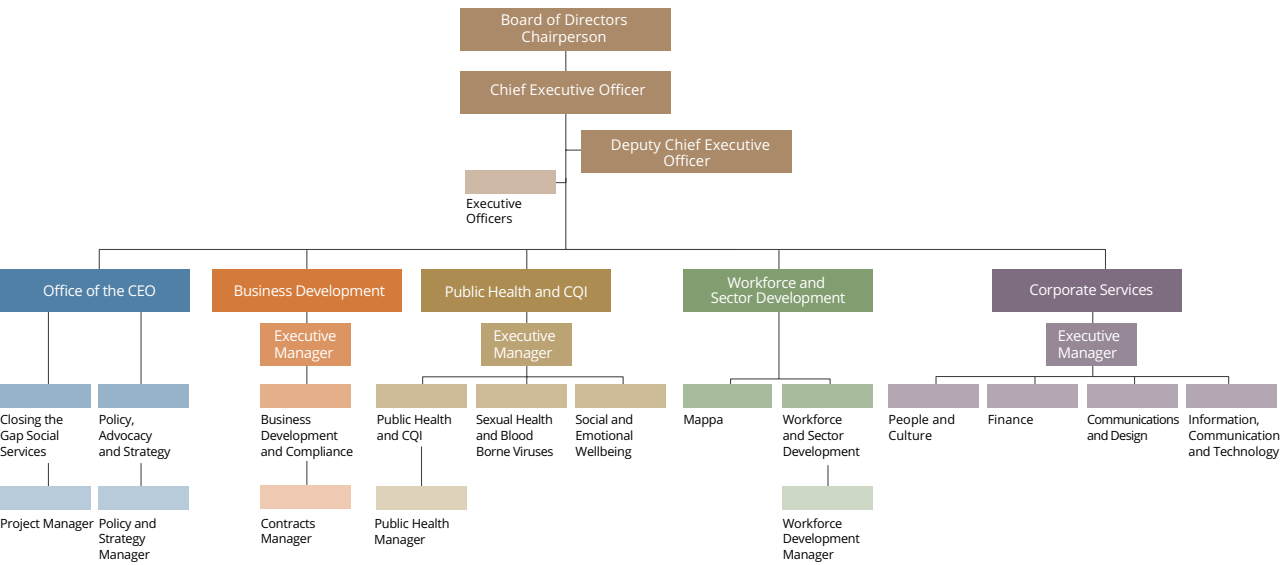 Board of Directors
Chairperson
Chief Executive Officer
Deputy Chief Executive
Officer
Executive
Officers
Office of the CEO
Business Development
Public Health and CQI
Workforce and
Sector Development
Corporate Services
Executive
Manager
Executive
Manager
Executive
Manager
Closing the
Gap Social
Services
Policy,
Advocacy
and Strategy
Business
Development
and Compliance
Public Health
and CQI
Sexual Health
and Blood
Borne Viruses
Social and
Emotional
Wellbeing
Mappa
Workforce
and Sector
Development
People and
Culture
Finance
Communications
and Design
Information,
Communication
and Technology
Project Manager
Policy and
Strategy
Manager
Contracts
Manager
Public Health
Manager
Workforce
Development
Manager